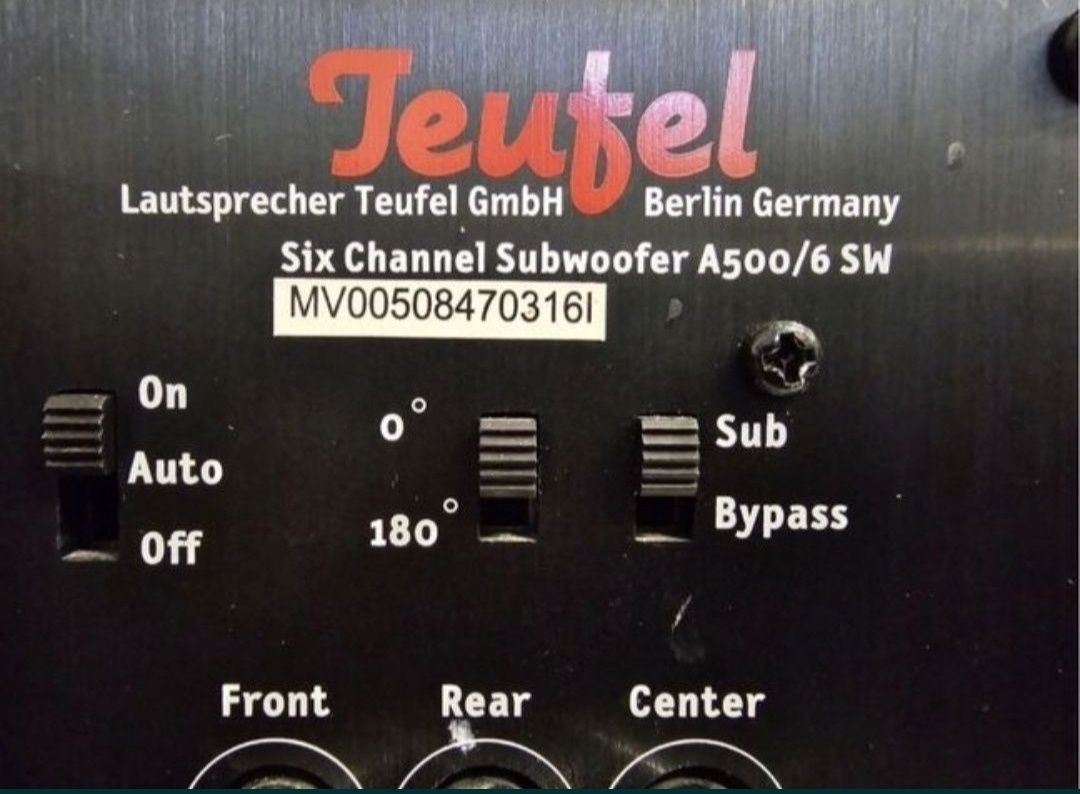 Teufel
Lautsprecher Teufel GmbH Berlin Germany
Six Channel Subwoofer A500/6 SW
MV00508470316I
On
Auto
Off
0°
180°
Sub
Bypass
Front Rear Center